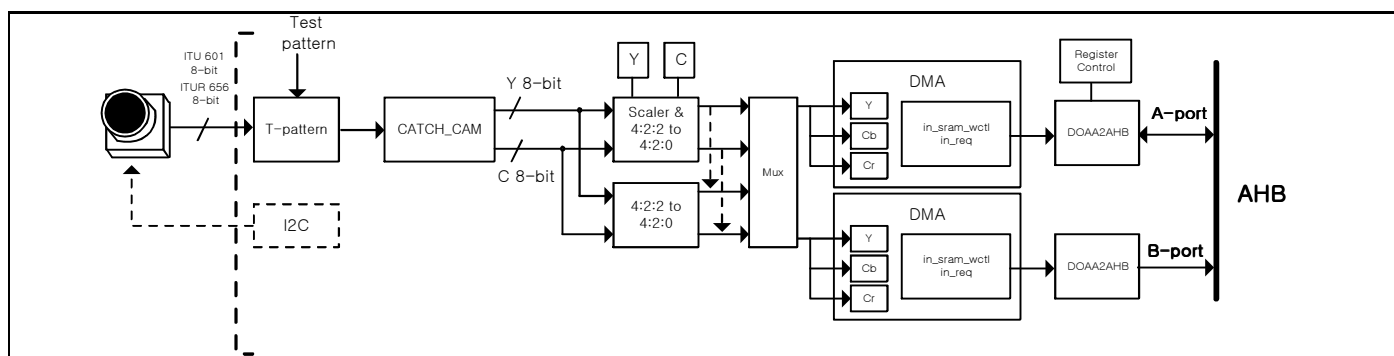 Test
pattern
ITU 601
8-bit
ITUR 656
8-bit
T-pattern
I2C
CATCH_CAM
Y 8-bit
C 8-bit
Y
C
Scaler &
4:2:2 to
4:2:0
4:2:2 to
4:2:0
Mux
DMA
Y
Cb
Cr
in_sram_wctl
in_req
DMA
Y
Cb
Cr
in_sram_wctl
in_req
Register
Control
DOAA2AHB
A-port
DOAA2AHB
B-port
AHB